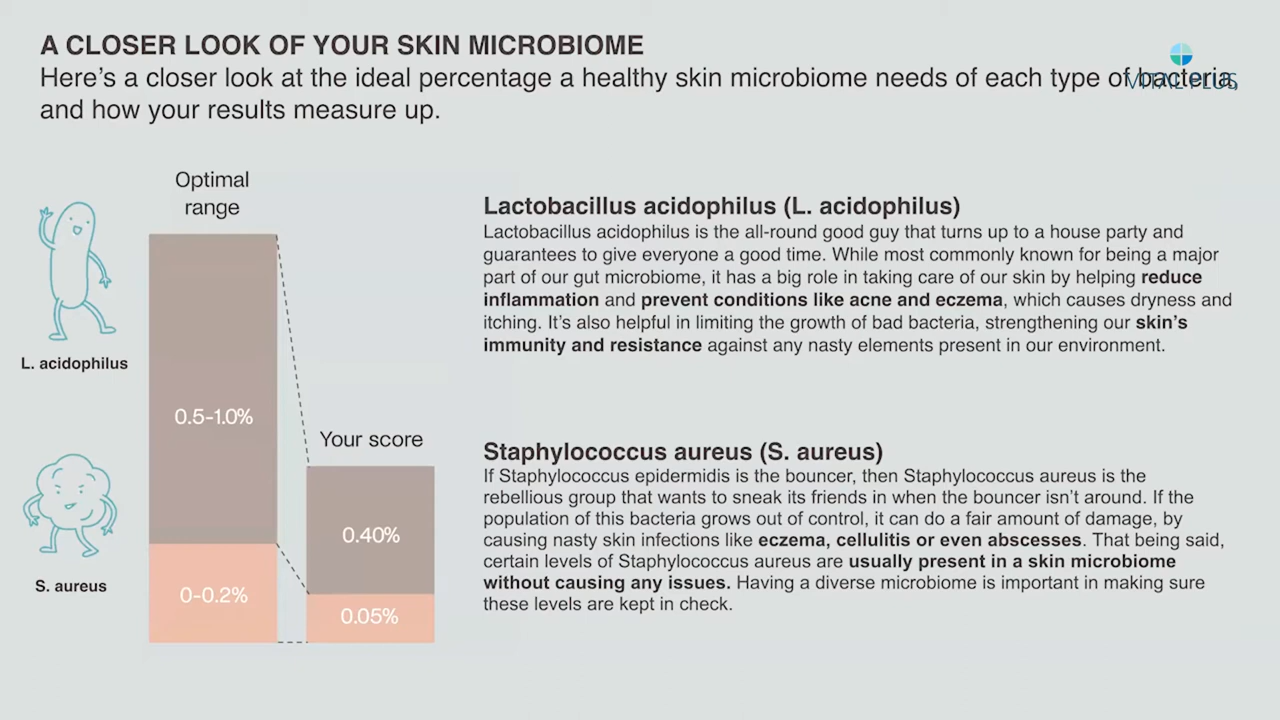 A CLOSER LOOK OF YOUR SKIN MICROBIOME
Here's a closer look at the ideal percentage a healthy skin microbiome needs of each type of bacteria,
and how your results measure up.
VITAL PLUS
Optimal
range
L. acidophilus
0.5-1.0%
S. aureus
0-0.2%
Your score
0.40%
0.05%
Lactobacillus acidophilus (L. acidophilus)
Lactobacillus acidophilus is the all-round good guy that turns up to a house party and
guarantees to give everyone a good time. While most commonly known for being a major
part of our gut microbiome, it has a big role in taking care of our skin by helping reduce
inflammation and prevent conditions like acne and eczema, which causes dryness and
itching. It's also helpful in limiting the growth of bad bacteria, strengthening our skin's
immunity and resistance against any nasty elements present in our environment.
Staphylococcus aureus (S. aureus)
If Staphylococcus epidermidis is the bouncer, then Staphylococcus aureus is the
rebellious group that wants to sneak its friends in when the bouncer isn't around. If the
population of this bacteria grows out of control, it can do a fair amount of damage, by
causing nasty skin infections like eczema, cellulitis or even abscesses. That being said,
certain levels of Staphylococcus aureus are usually present in a skin microbiome
without causing any issues. Having a diverse microbiome is important in making sure
these levels are kept in check.